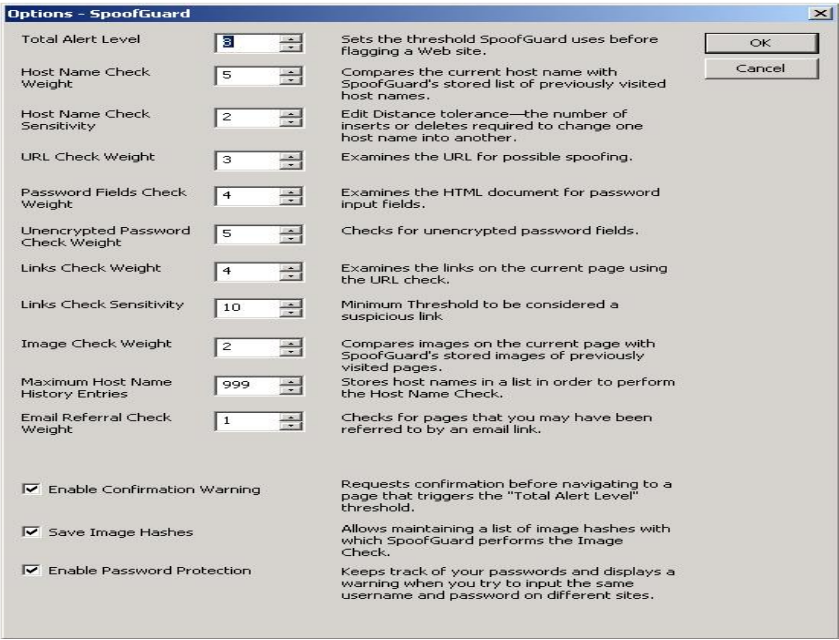 Options - SpoofGuard
Total Alert Level
8
Sets the threshold SpoofGuard uses before
flagging a Web site.
OK
Host Name Check
Weight
5
Compares the current host name with
SpoofGuard's stored list of previously visited
host names.
Cancel
Host Name Check
Sensitivity
2
Edit Distance tolerance—the number of
inserts or deletes required to change one
host name into another.
URL Check Weight
3
Examines the URL for possible spoofing.
Password Fields Check
Weight
4
Examines the HTML document for password
input fields.
Unencrypted Password
Check Weight
5
Checks for unencrypted password fields.
Links Check Weight
4
Examines the links on the current page using
the URL check.
Links Check Sensitivity
10
Minimum Threshold to be considered a
suspicious link
Image Check Weight
2
Compares images on the current page with
SpoofGuard's stored images of previously
visited pages.
Maximum Host Name
History Entries
999
Stores host names in a list in order to perform
the Host Name Check.
Email Referral Check
Weight
1
Checks for pages that you may have been
referred to by an email link.
Enable Confirmation Warning
Requests confirmation before navigating to a
page that triggers the "Total Alert Level"
threshold.
Save Image Hashes
Allows maintaining a list of image hashes with
which SpoofGuard performs the Image
Check.
Enable Password Protection
Keeps track of your passwords and displays a
warning when you try to input the same
username and password on different sites.